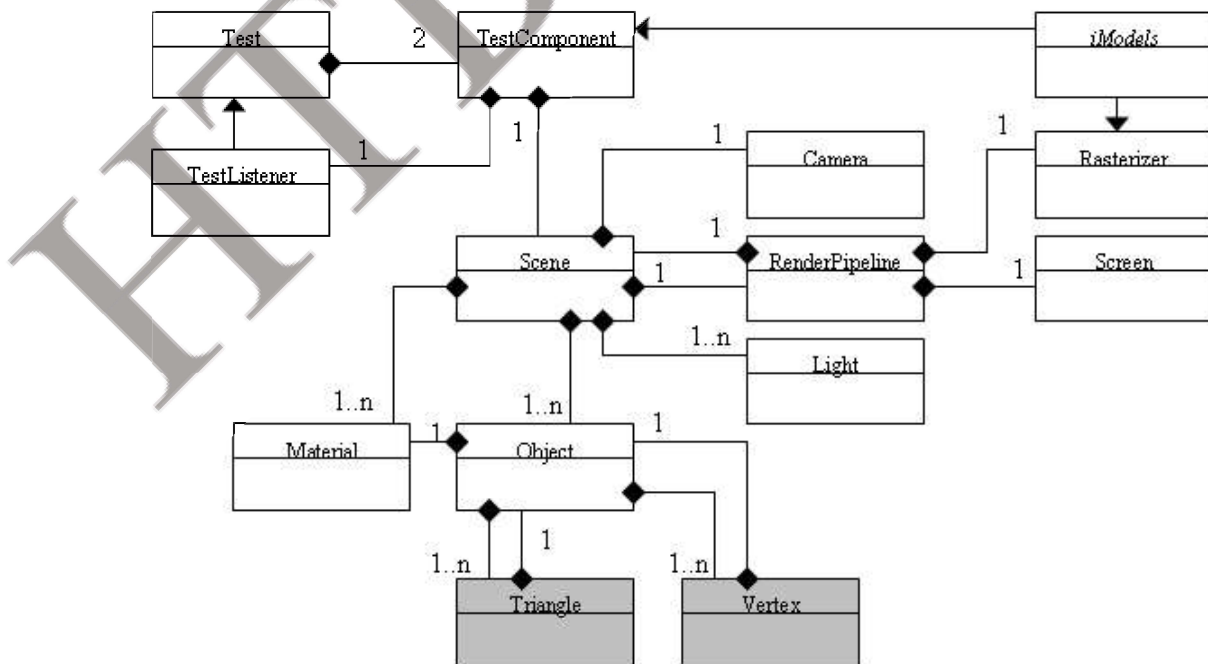 Test
2
TestComponent
iModels
1
1
1
TestListener
1
Camera
Rasterizer
1
Scene
1
RenderPipeline
1
Screen
1..n
Light
1..n
1..n
1
1
Material
Object
1
1..n
1..n
Triangle
Vertex